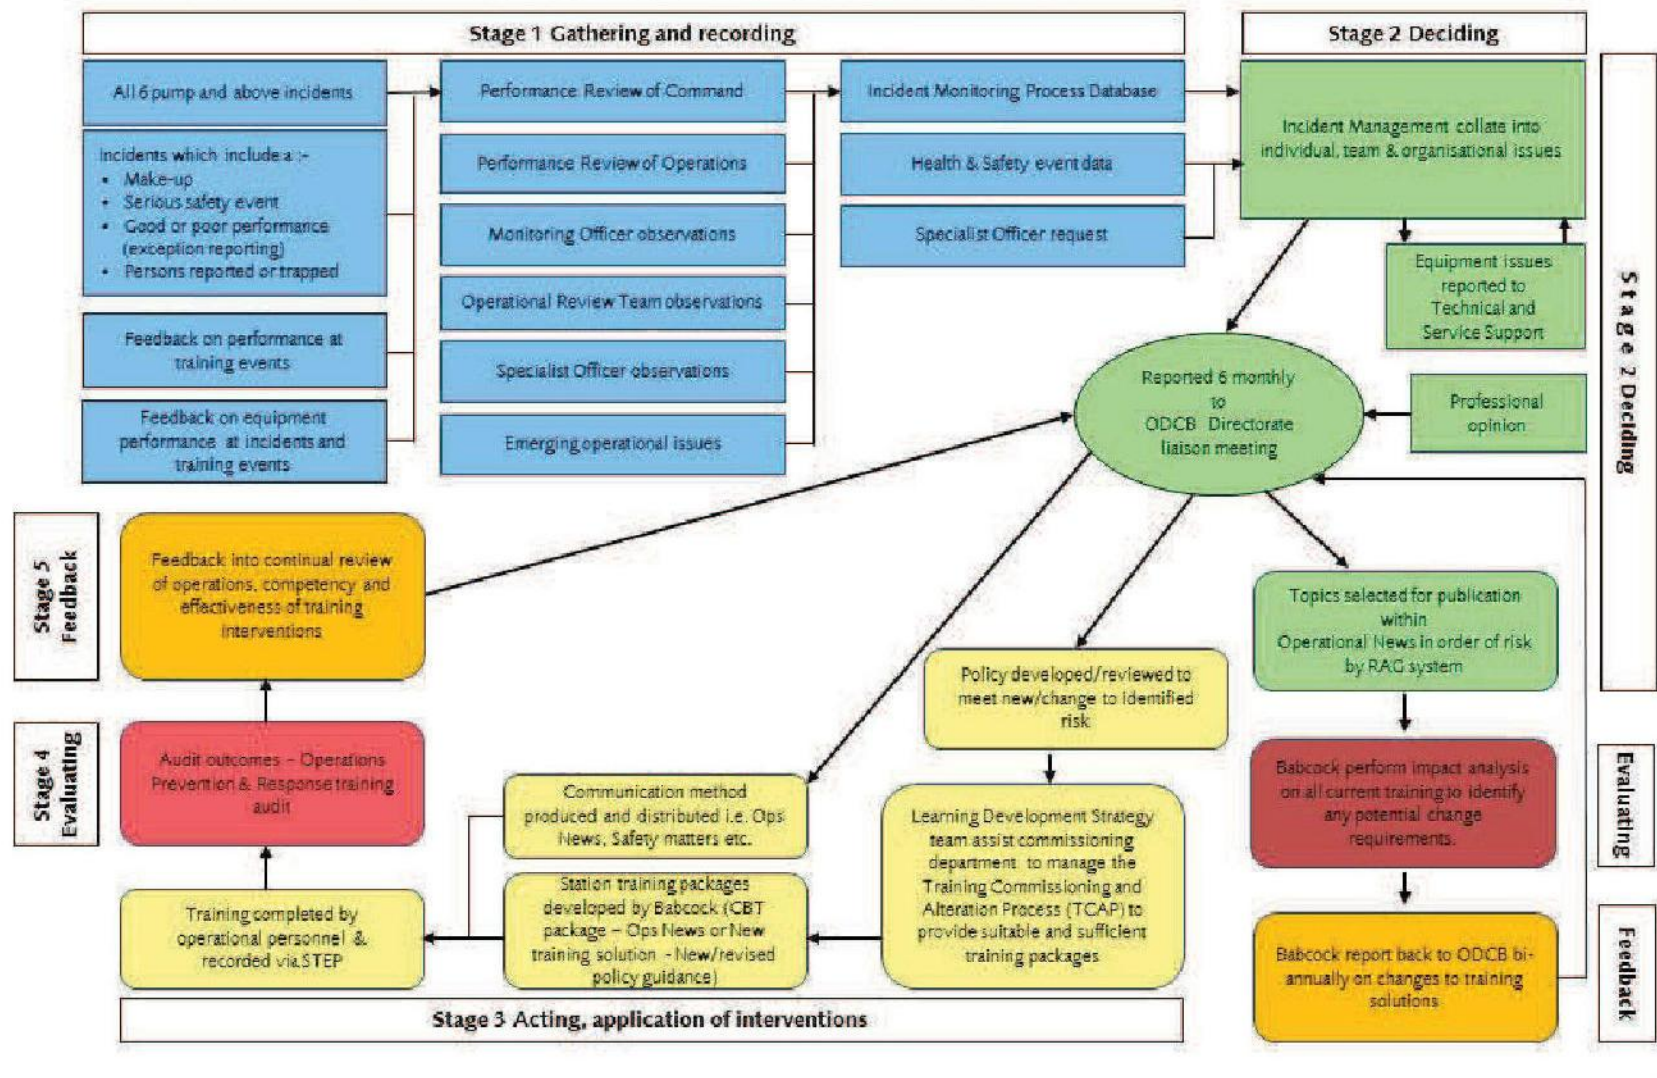 Stage 1 Gathering and recording
Stage 2 Deciding
All 6 pump and above incidents
Incidents which include a :-
• Make-up
• Serious safety event
• Good or poor performance
(exception reporting)
• Persons reported or trapped
Feedback on performance at
training events
Feedback on equipment
performance at incidents and
training events
Performance Review of Command
Performance Review of Operations
Monitoring Officer observations
Operational Review Team observations
Specialist Officer observations
Emerging operational issues
Incident Monitoring Process Database
Health & Safety event data
Specialist Officer request
Incident Management collate into
individual, team & organisational issues
Equipment issues
reported to
Technical and
Service Support
Reported 6 monthly
to
ODCB Directorate
liaison meeting
Professional
opinion
Stage 2 Deciding
Stage 5
Feedback
Feedback into continual review
of operations, competency and
effectiveness of training
interventions
Topics selected for publication
within
Operational News in order of risk
by RAG system
Policy developed/reviewed to
meet new/change to identified
risk
Stage 4
Evaluating
Audit outcomes – Operations
Prevention & Response training
audit
Communication method
produced and distributed i.e. Ops
News, Safety matters etc.
Learning Development Strategy
team assist commissioning
department to manage the
Training Commissioning and
Alteration Process (TCAP) to
provide suitable and sufficient
training packages
Babcock perform impact analysis
on all current training to identify
any potential change
requirements.
Evaluating
Training completed by
operational personnel &
recorded via STEP
Station training packages
developed by Babcock (CBT
package – Ops News or New
training solution - New/revised
policy guidance)
Babcock report back to ODCB bi-
annually on changes to training
solutions
Feedback
Stage 3 Acting, application of interventions